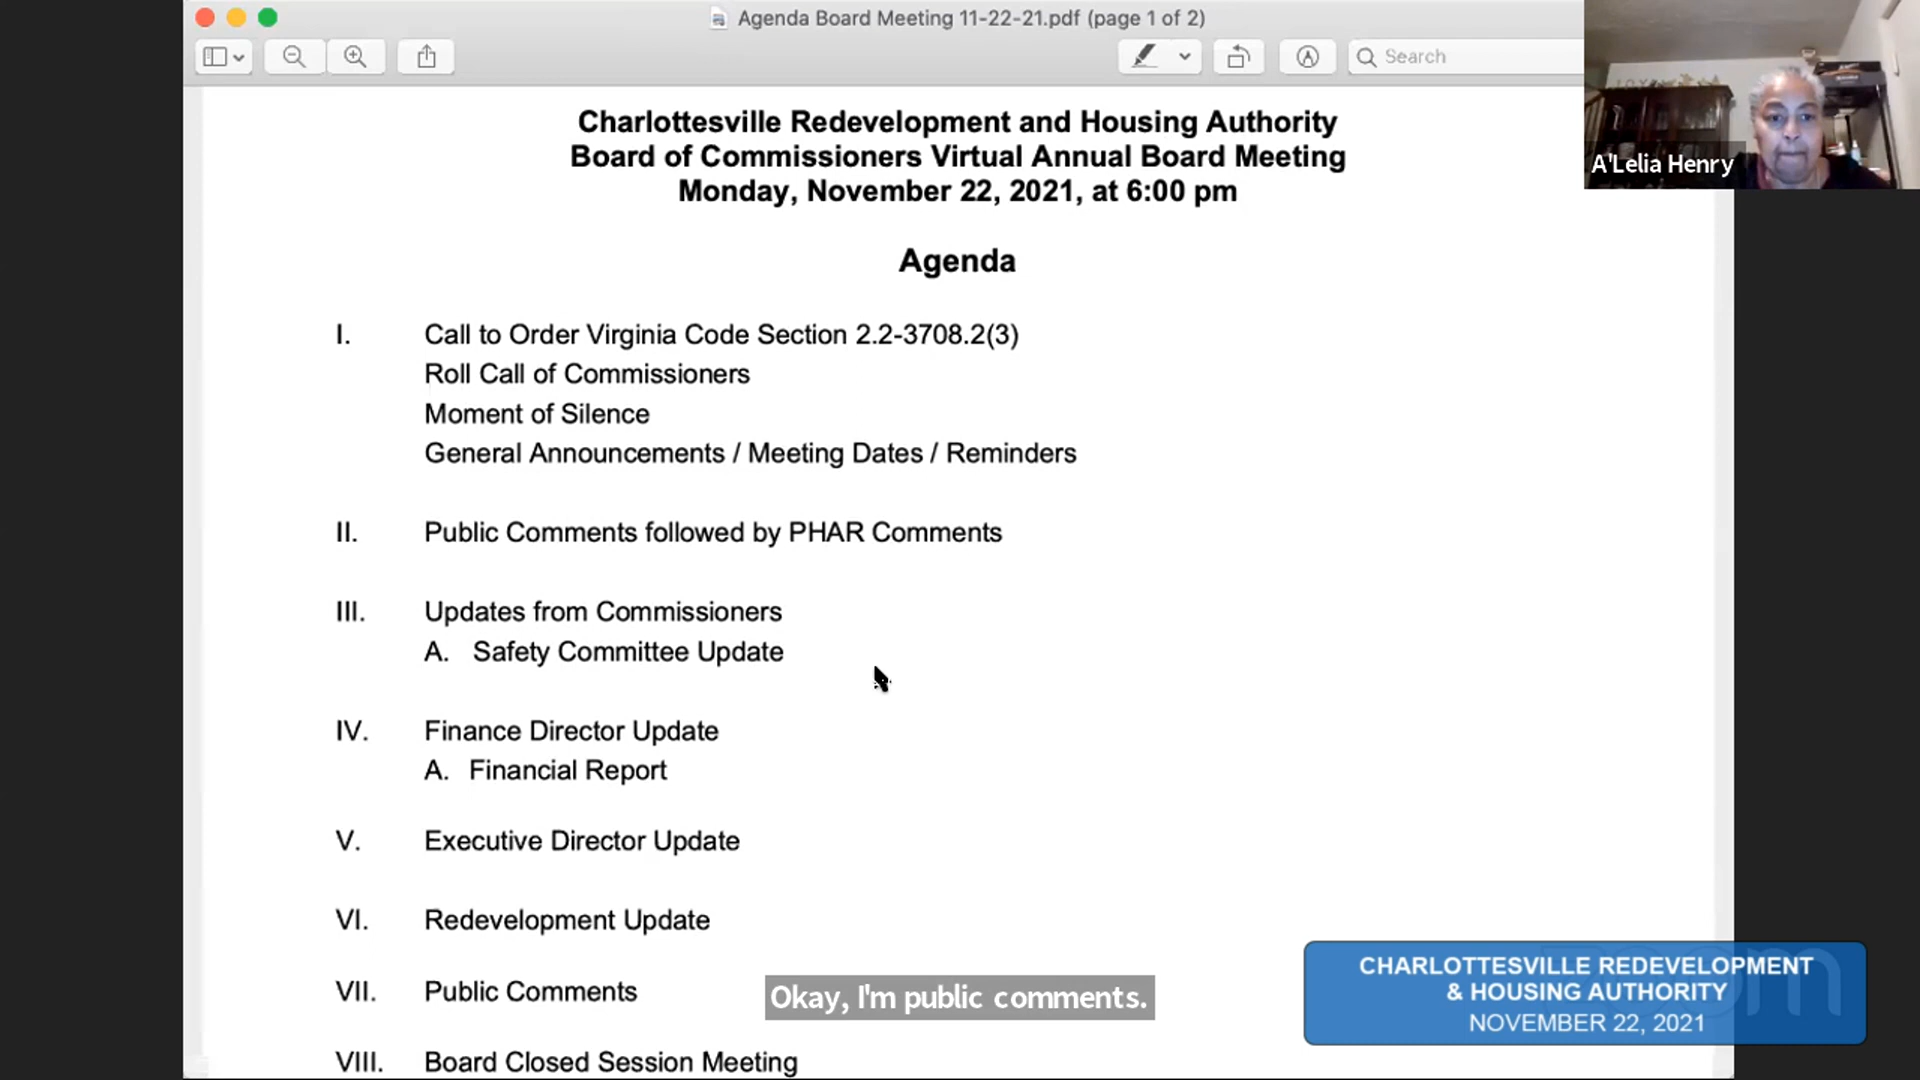 Agenda Board Meeting 11-22-21.pdf (page 1 of 2)
Search
A'Lelia Henry
Charlottesville Redevelopment and Housing Authority
Board of Commissioners Virtual Annual Board Meeting
Monday, November 22, 2021, at 6:00 pm
Agenda
I. Call to Order Virginia Code Section 2.2-3708.2(3)
Roll Call of Commissioners
Moment of Silence
General Announcements / Meeting Dates / Reminders
II. Public Comments followed by PHAR Comments
III. Updates from Commissioners
A. Safety Committee Update
IV. Finance Director Update
A. Financial Report
V. Executive Director Update
VI. Redevelopment Update
VII. Public Comments
Okay, I'm public comments.
VIII. Board Closed Session Meeting
CHARLOTTESVILLE REDEVELOPMENT
& HOUSING AUTHORITY
NOVEMBER 22, 2021